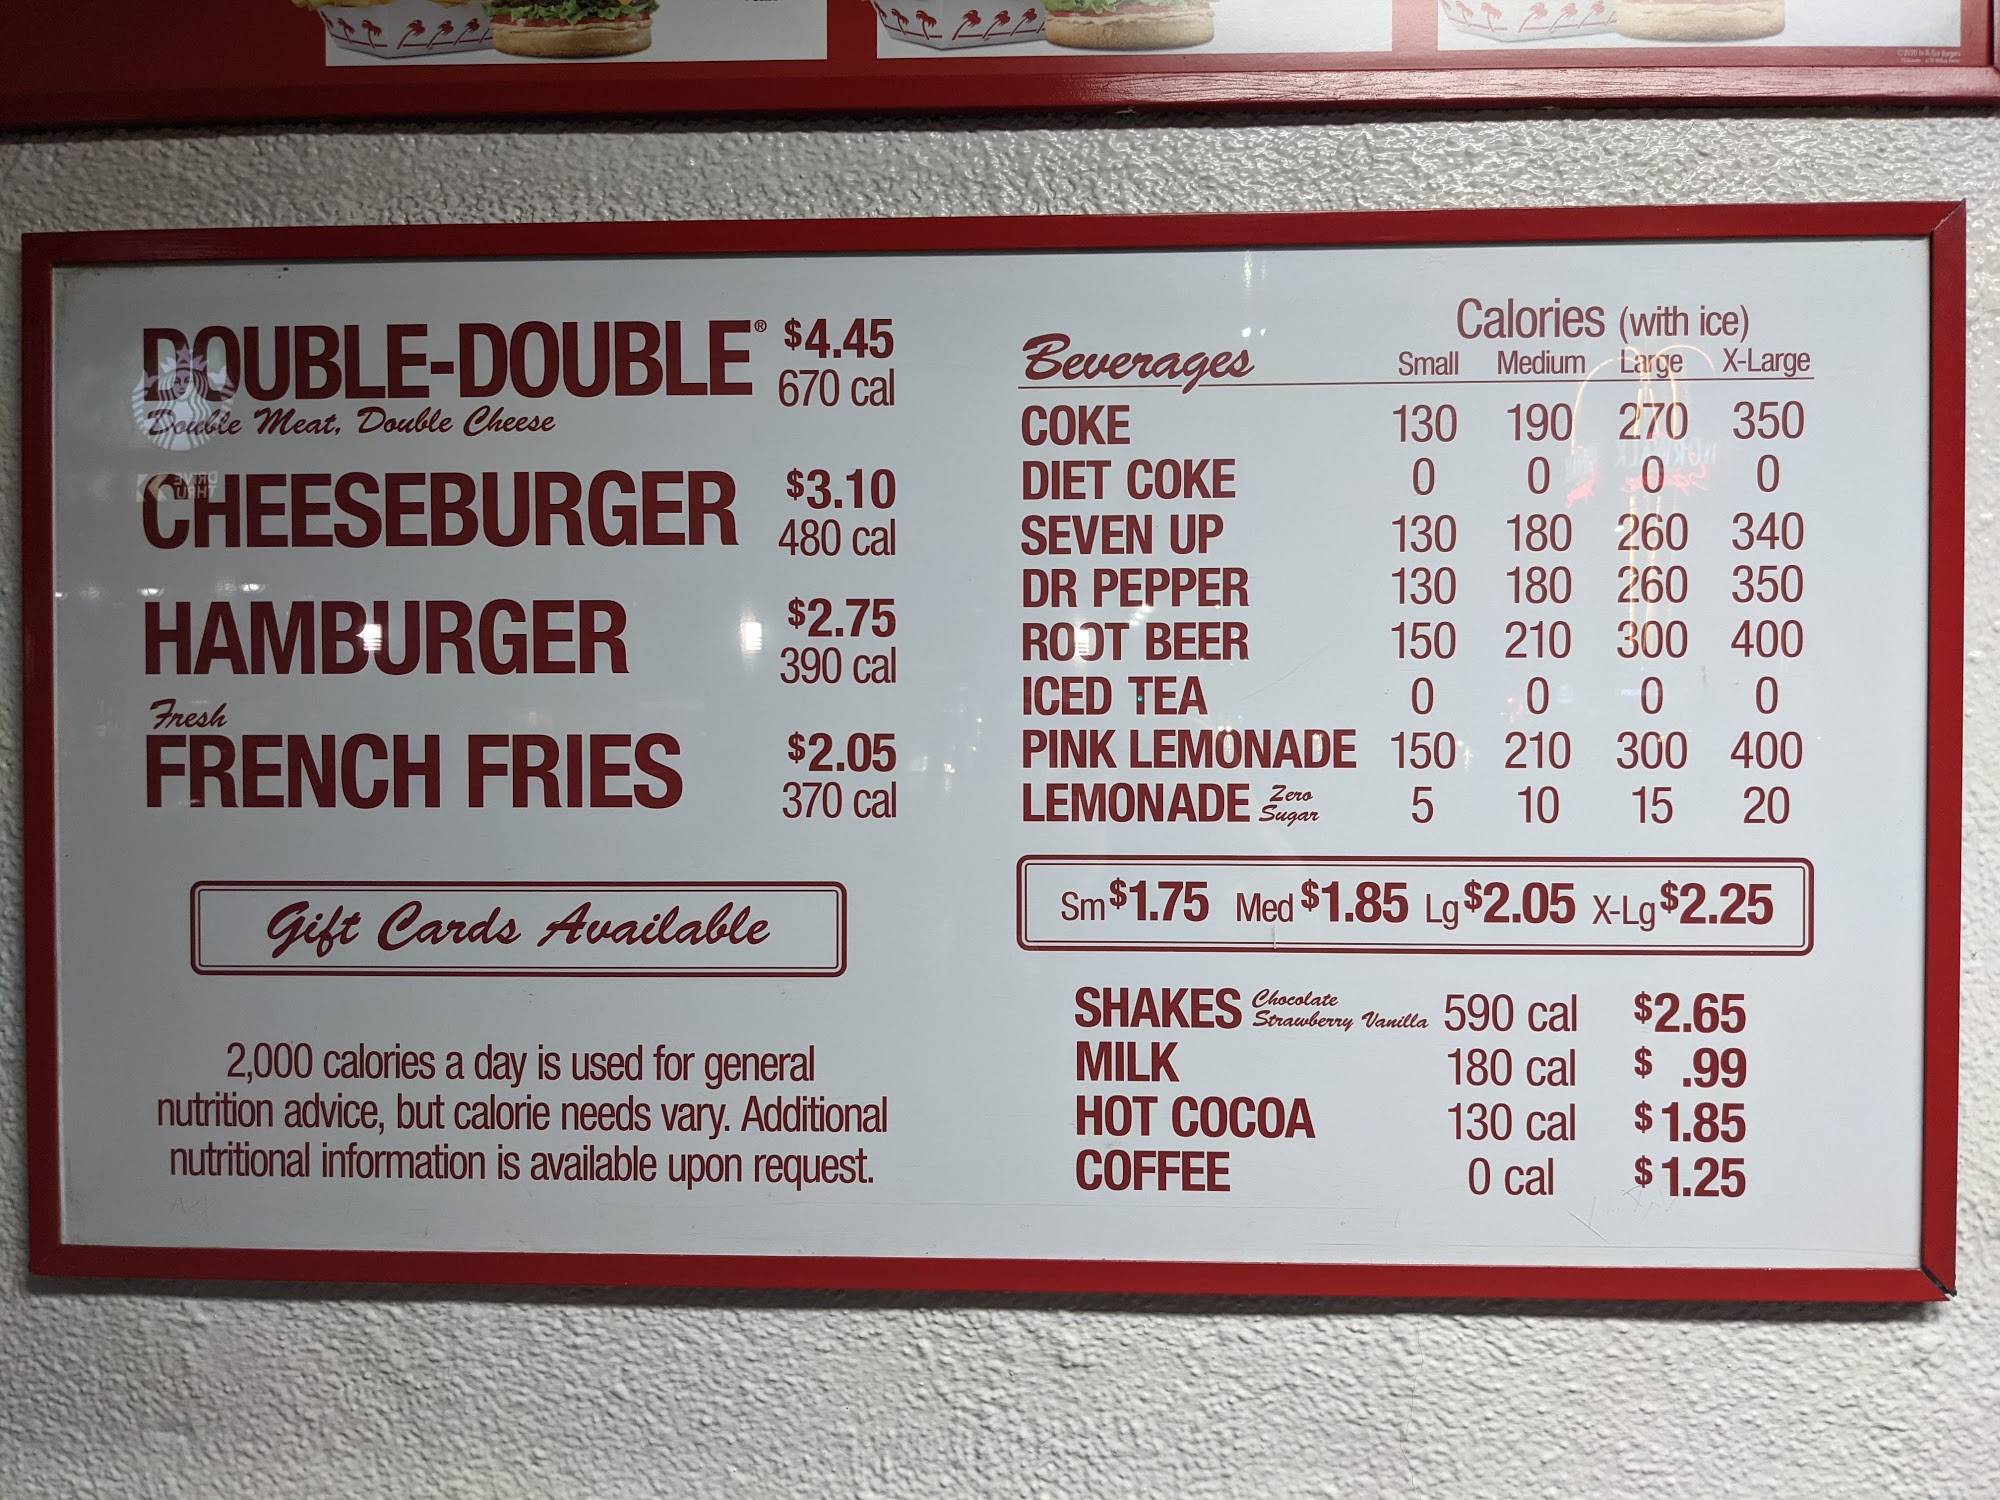 DOUBLE-DOUBLE® $4.45
670 cal
Double Meat, Double Cheese
CHEESEBURGER $3.10
480 cal
HAMBURGER $2.75
390 cal
Fresh
FRENCH FRIES $2.05
370 cal
Gift Cards Available
2,000 calories a day is used for general
nutrition advice, but calorie needs vary. Additional
nutritional information is available upon request.
Calories (with ice)
Beverages Small Medium Large X-Large
COKE 130 190 270 350
DIET COKE 0 0 0 0
SEVEN UP 130 180 260 340
DR PEPPER 130 180 260 350
ROOT BEER 150 210 300 400
ICED TEA 0 0 0 0
PINK LEMONADE 150 210 300 400
LEMONADE Zero Sugar 5 10 15 20
Sm $1.75 Med $1.85 Lg $2.05 X-Lg $2.25
SHAKES Chocolate Strawberry Vanilla 590 cal $2.65
MILK 180 cal $ .99
HOT COCOA 130 cal $1.85
COFFEE 0 cal $1.25
DRIVE
THRU